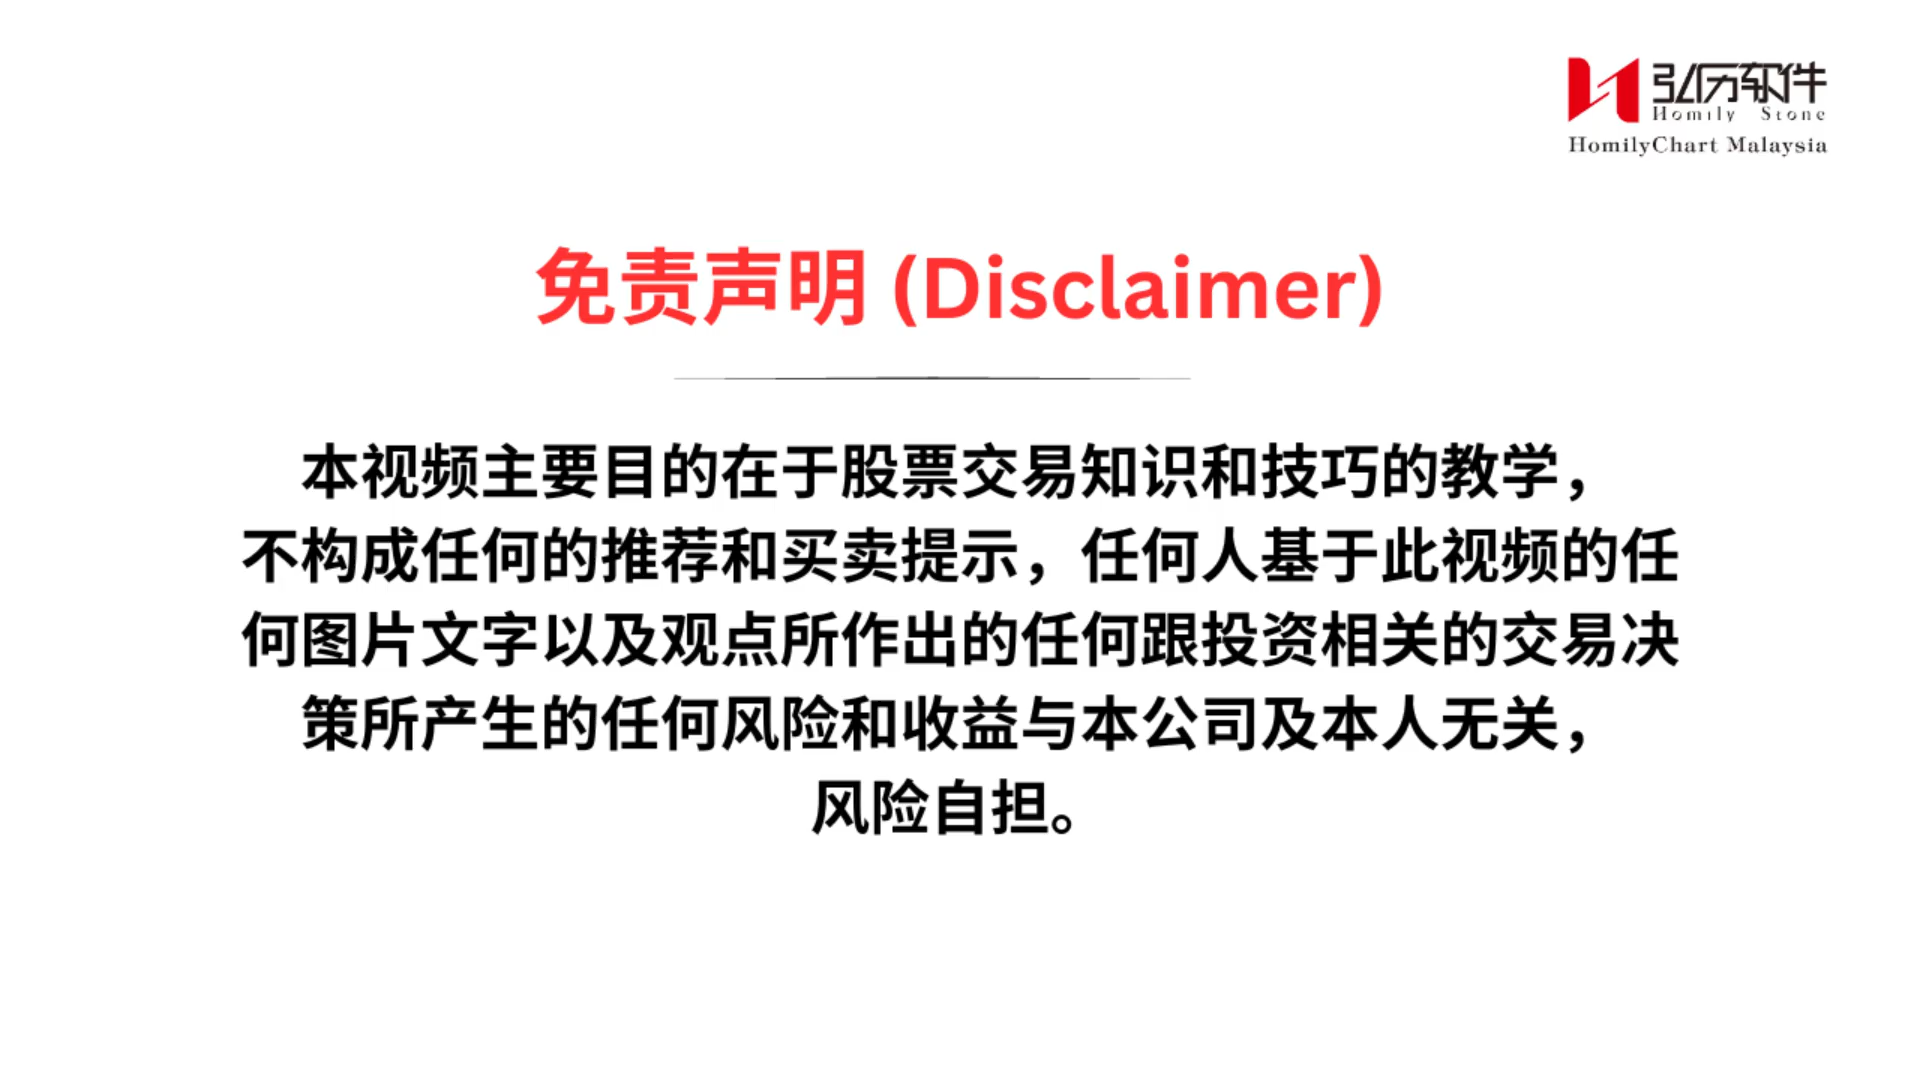 弘历软件
Homily Stone
HomilyChart Malaysia
免责声明 (Disclaimer)
本视频主要目的在于股票交易知识和技巧的教学，
不构成任何的推荐和买卖提示，任何人基于此视频的任
何图片文字以及观点所作出的任何跟投资相关的交易决
策所产生的任何风险和收益与本公司及本人无关，
风险自担。